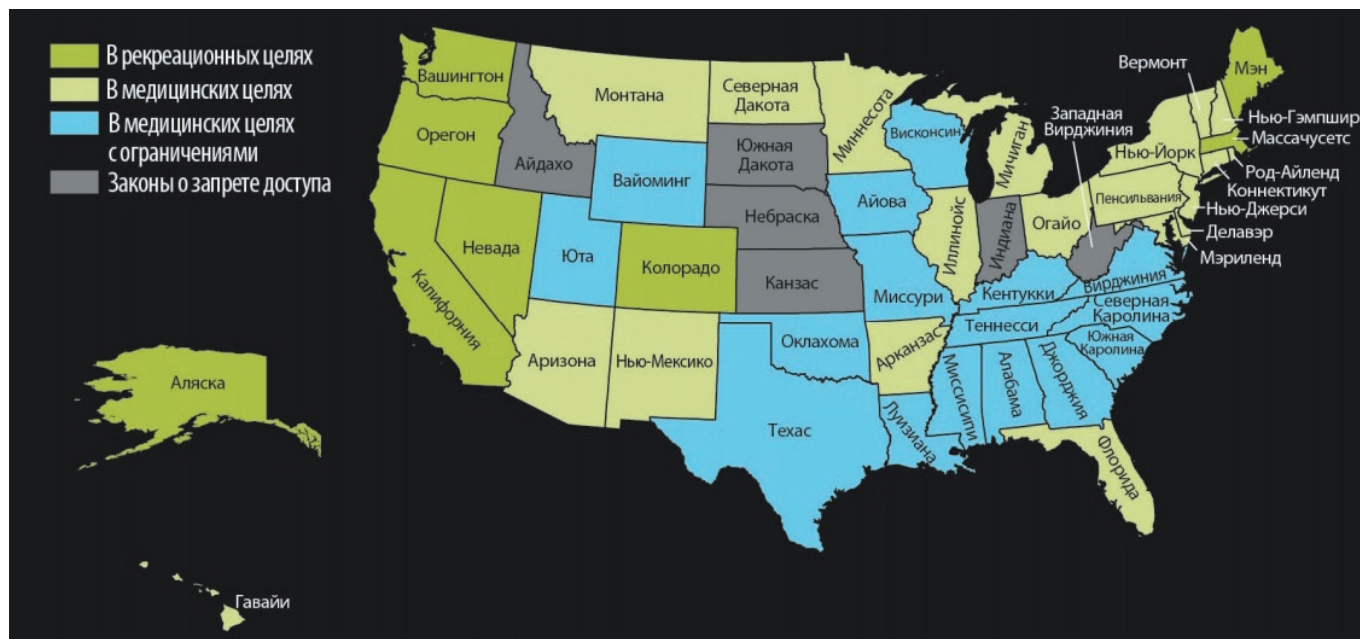 В рекреационных целях
В медицинских целях
В медицинских целях
с ограничениями
Законы о запрете доступа
Вашингтон
Орегон
Калифорния
Невада
Айдахо
Монтана
Вайоминг
Юта
Колорадо
Аризона
Нью-Мексико
Северная
Дакота
Южная
Дакота
Небраска
Канзас
Оклахома
Техас
Миннесота
Айова
Миссури
Арканзас
Луизиана
Висконсин
Иллинойс
Мичиган
Индиана
Огайо
Кентукки
Теннесси
Миссисипи
Алабама
Джорджия
Флорида
Южная
Каролина
Северная
Каролина
Вирджиния
Западная
Вирджиния
Пенсильвания
Нью-Йорк
Вермонт
Мэн
Нью-Гэмпшир
Массачусетс
Род-Айленд
Коннектикут
Нью-Джерси
Делавэр
Мэриленд
Аляска
Гавайи